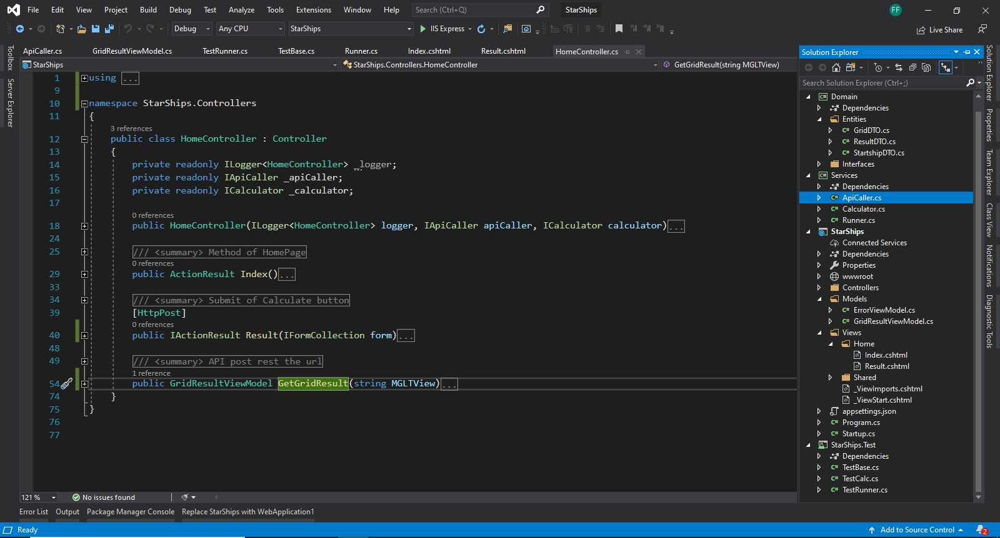 File Edit View Project Build Debug Test Analyze Tools Extensions Window Help Search (Ctrl+Q) StarShips FF
Debug Any CPU StarShips IIS Express Live Share
ApiCaller.cs GridResultViewModel.cs TestRunner.cs TestBase.cs Runner.cs Index.cshtml Result.cshtml HomeController.cs
StarShips StarShips.Controllers.HomeController GetGridResult(string MGLTView)
Toolbox
Server Explorer
1 using ...
9
10 namespace StarShips.Controllers
11 {
3 references
12 public class HomeController : Controller
13 {
14 private readonly ILogger<HomeController> _logger;
15 private readonly IApiCaller _apiCaller;
16 private readonly ICalculator _calculator;
17
0 references
18 public HomeController(ILogger<HomeController> logger, IApiCaller apiCaller, ICalculator calculator)...
24
25 /// <summary> Method of HomePage
0 references
29 public ActionResult Index()...
33
34 /// <summary> Submit of Calculate button
39 [HttpPost]
0 references
40 public IActionResult Result(IFormCollection form)...
48
49 /// <summary> API post rest the url
1 reference
54 public GridResultViewModel GetGridResult(string MGLTView)...
74 }
75 }
76
77
121 % No issues found
Solution Explorer
Search Solution Explorer (Ctrl+;)
C# Domain
Dependencies
Entities
C# GridDTO.cs
C# ResultDTO.cs
C# StartshipDTO.cs
Interfaces
C# Services
Dependencies
C# ApiCaller.cs
C# Calculator.cs
C# Runner.cs
StarShips
Connected Services
Dependencies
Properties
wwwroot
Controllers
Models
C# ErrorViewModel.cs
C# GridResultViewModel.cs
Views
Home
Index.cshtml
Result.cshtml
Shared
_ViewImports.cshtml
_ViewStart.cshtml
appsettings.json
C# Program.cs
C# Startup.cs
StarShips.Test
Dependencies
C# TestBase.cs
C# TestCalc.cs
C# TestRunner.cs
Solution Explorer
Properties
Team Explorer
Class View
Notifications
Diagnostic Tools
Error List Output Package Manager Console Replace StarShips with WebApplication1
Ready Add to Source Control 2